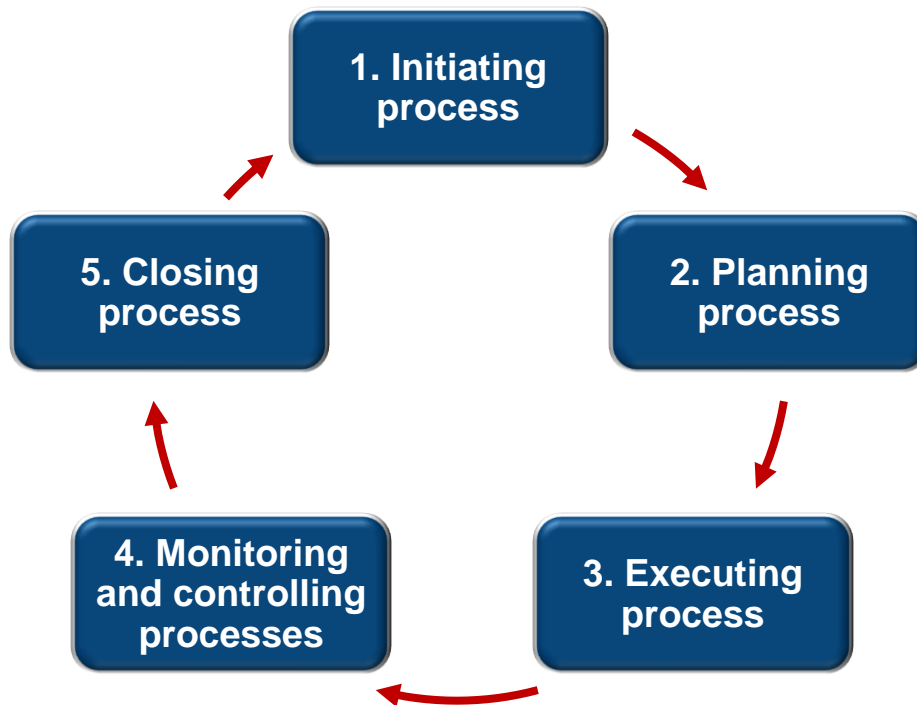 1. Initiating
process
2. Planning
process
3. Executing
process
4. Monitoring
and controlling
processes
5. Closing
process